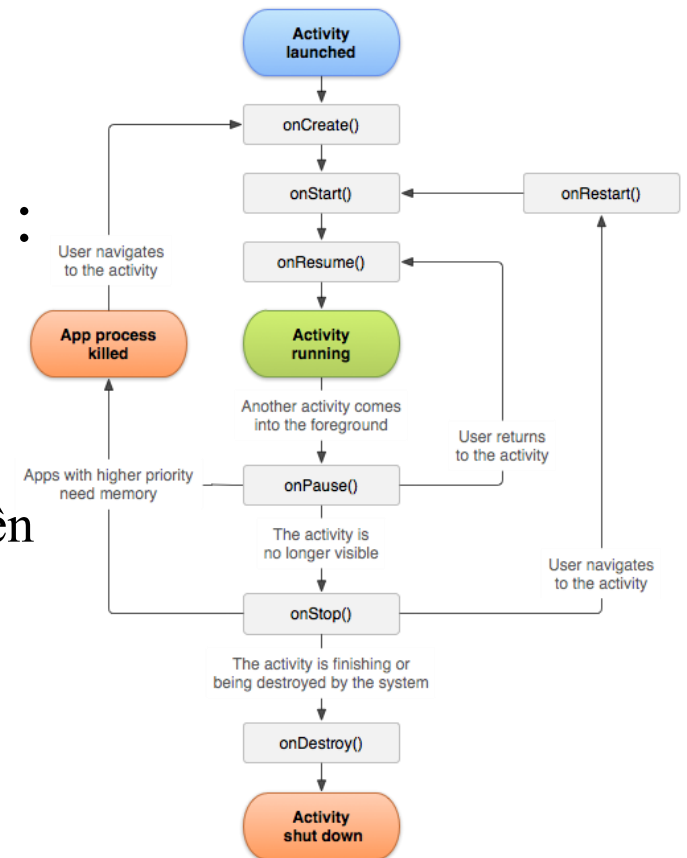 Activity
launched
onCreate()
onStart()
onRestart()
:
User navigates
to the activity
onResume()
App process
killed
Activity
running
Another activity comes
into the foreground
User returns
to the activity
Apps with higher priority
need memory
onPause()
ên
The activity is
no longer visible
User navigates
to the activity
onStop()
The activity is finishing or
being destroyed by the system
onDestroy()
Activity
shut down